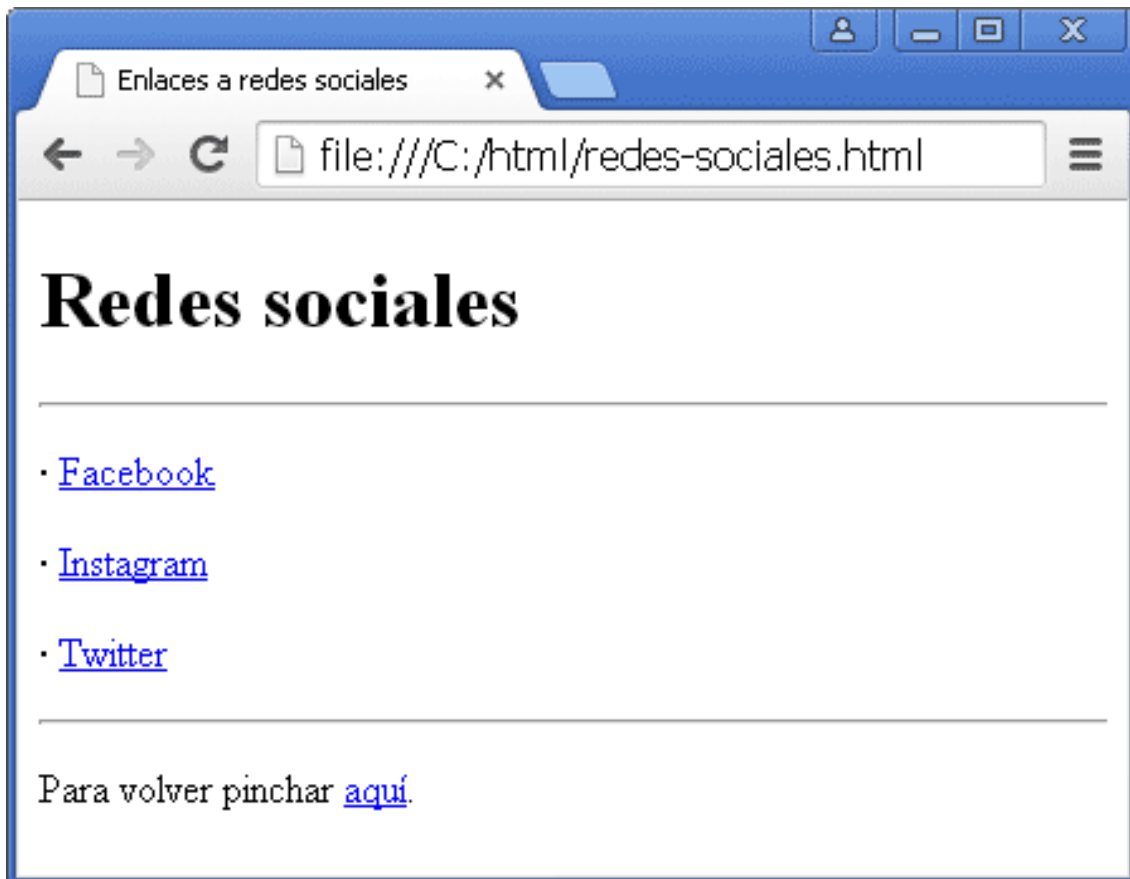 Enlaces a redes sociales
file:///C:/html/redes-sociales.html
Redes sociales
· Facebook
· Instagram
· Twitter
Para volver pinchar aquí.